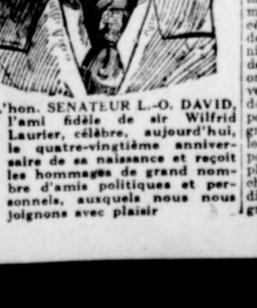 L'hon. SENATEUR L.-O. DAVID,
l'ami fidèle de sir Wilfrid
Laurier, célèbre, aujourd'hui,
le quatre-vingtième anniver-
saire de sa naissance et reçoit
les hommages de grand nom-
bre d'amis politiques et per-
sonnels, auxquels nous nous
joignons avec plaisir